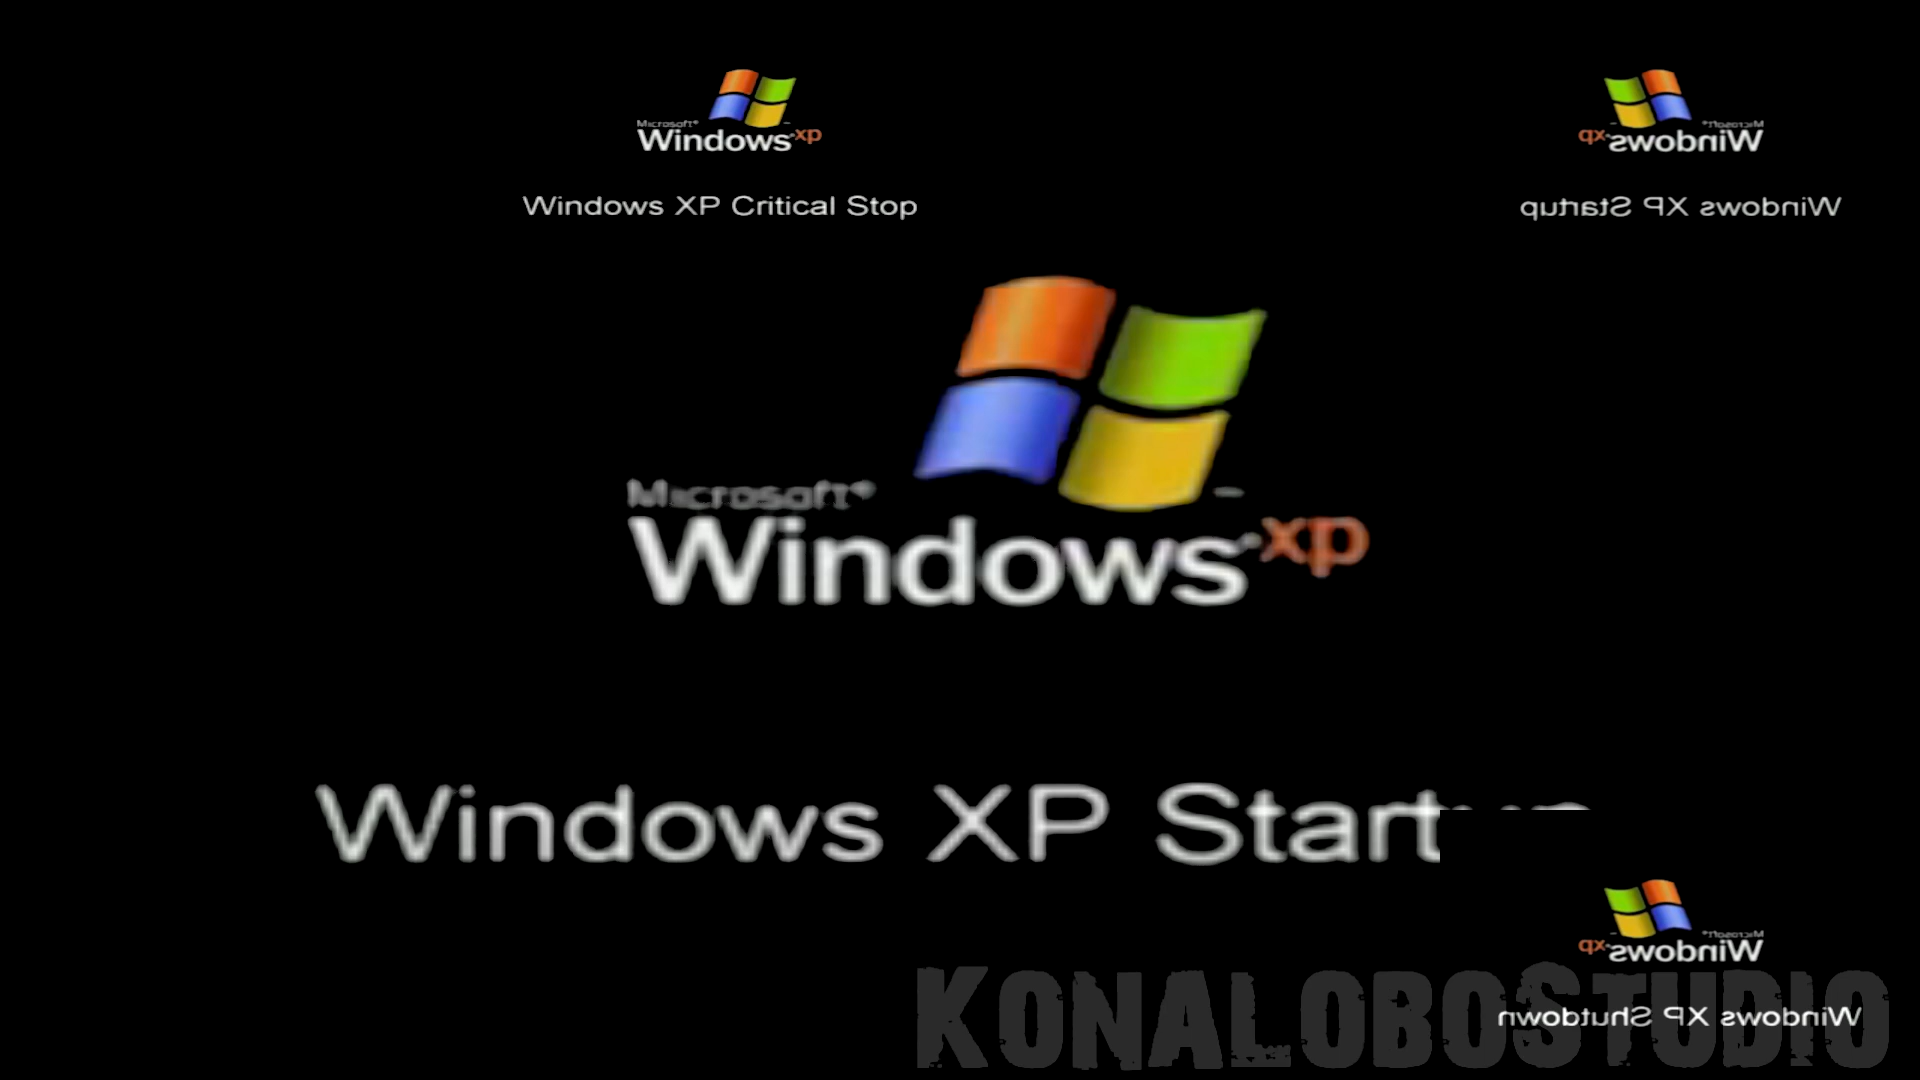 Microsoft®
Windows xp
Windows XP Critical Stop
Microsoft®
Windows xp
Windows XP Startup
Microsoft®
Windows xp
Windows XP Start
Microsoft®
Windows xp
Windows XP Shutdown
KONALOBOSTUDIO